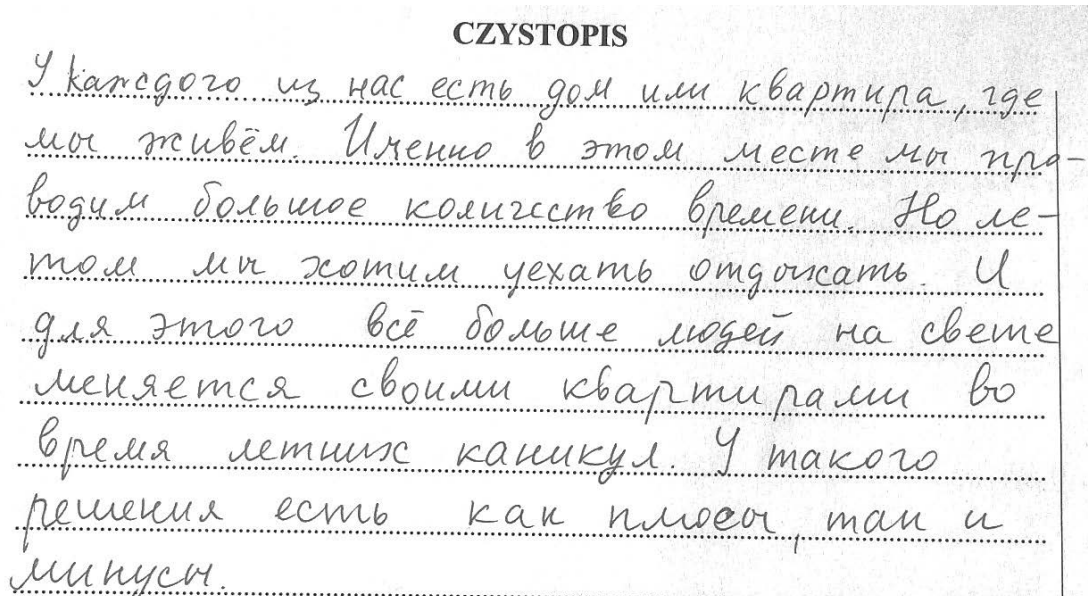 CZYSTOPIS
У каждого из нас есть дом или квартира, где
мы живём. Именно в этом месте мы про-
водим большое количество времени. Но ле-
том мы хотим уехать отдыхать. И
для этого всё больше людей на свете
меняется своими квартирами во
время летних каникул. У такого
решения есть как плюсы, так и
минусы.